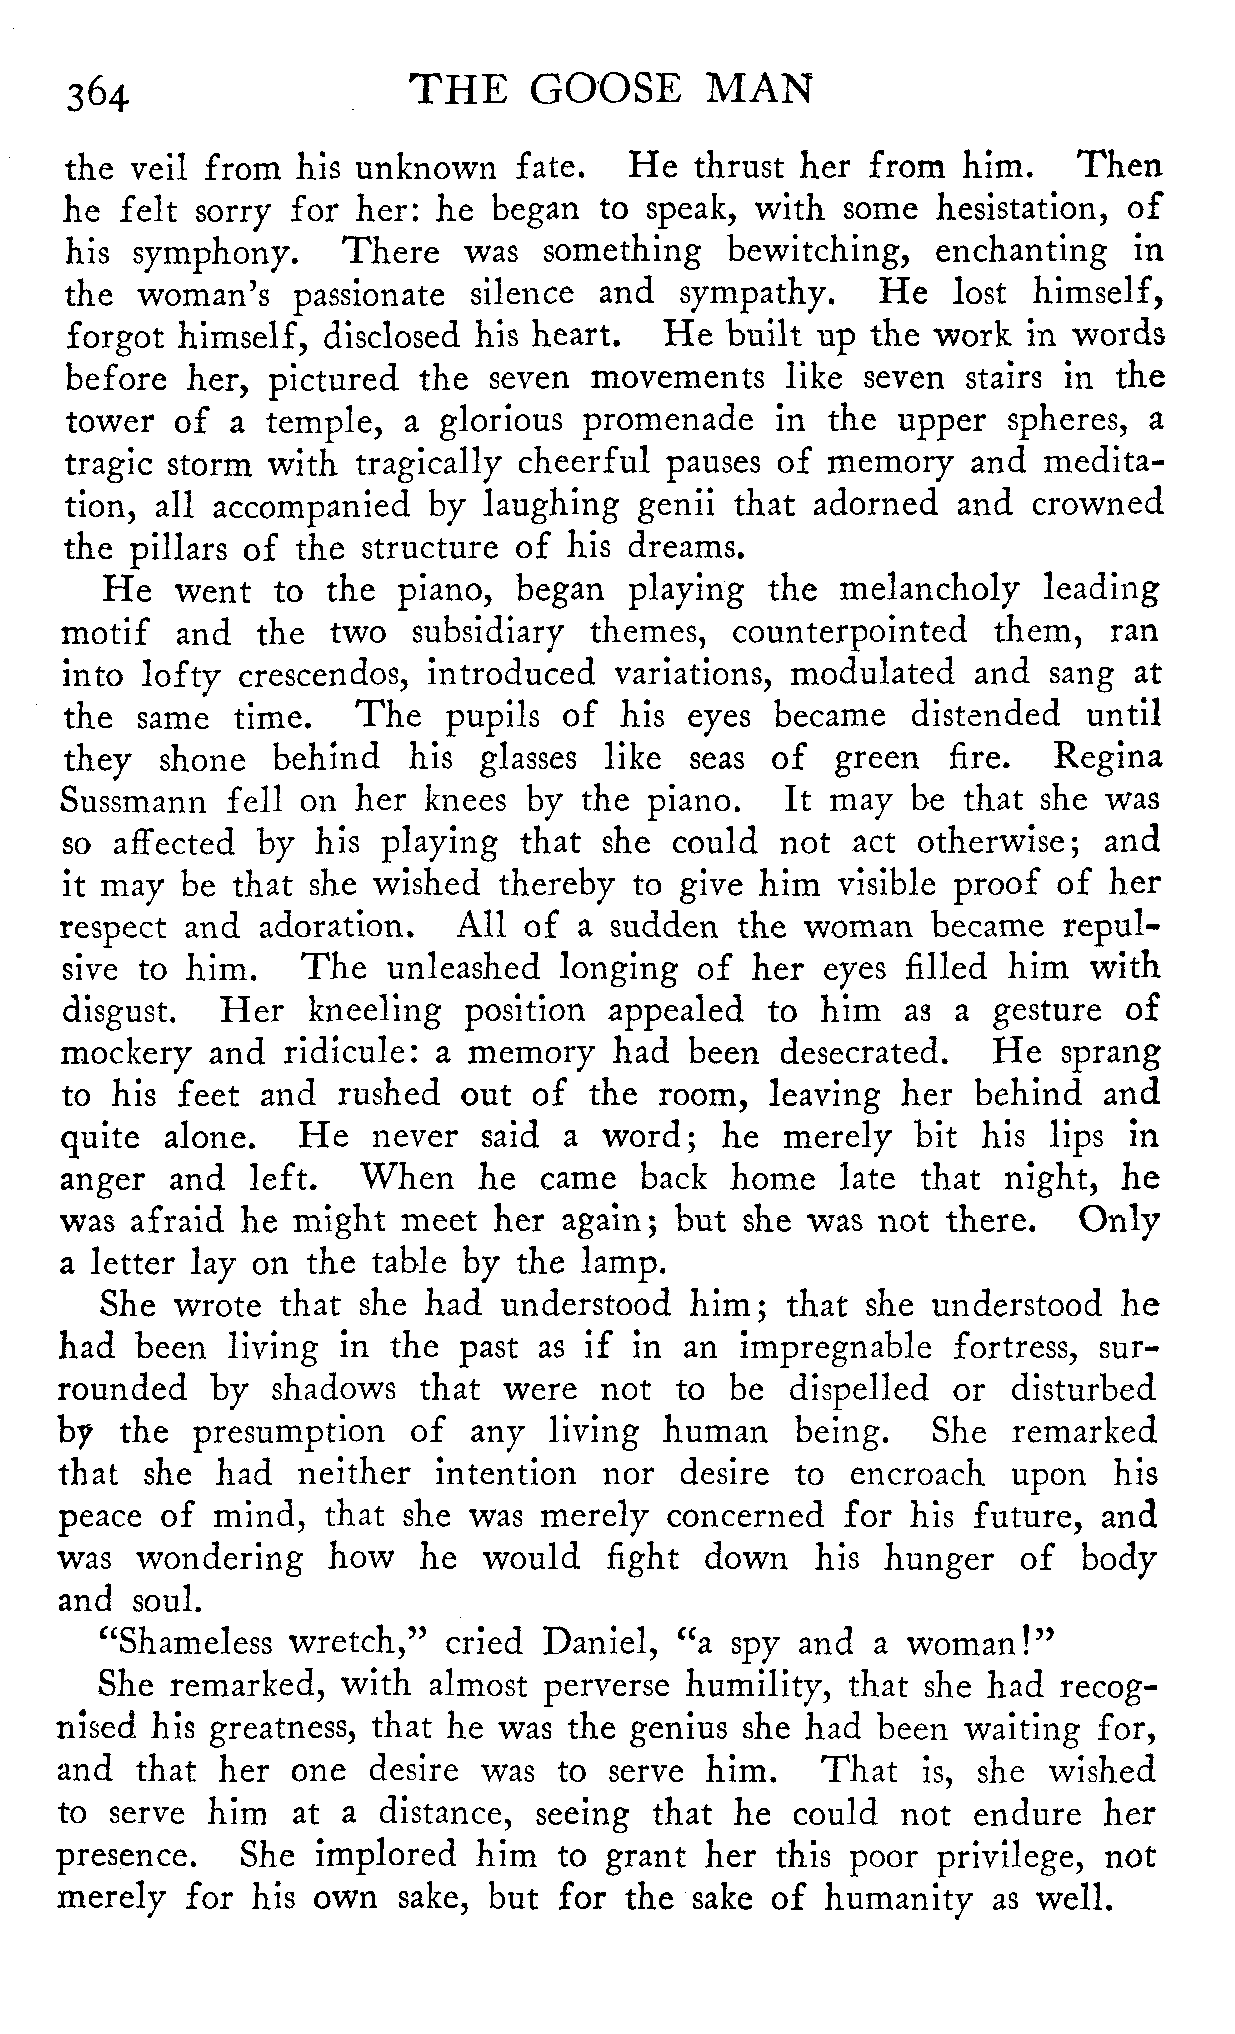 364 THE GOOSE MAN
the veil from his unknown fate. He thrust her from him. Then
he felt sorry for her: he began to speak, with some hesistation, of
his symphony. There was something bewitching, enchanting in
the woman's passionate silence and sympathy. He lost himself,
forgot himself, disclosed his heart. He built up the work in words
before her, pictured the seven movements like seven stairs in the
tower of a temple, a glorious promenade in the upper spheres, a
tragic storm with tragically cheerful pauses of memory and medita-
tion, all accompanied by laughing genii that adorned and crowned
the pillars of the structure of his dreams.
He went to the piano, began playing the melancholy leading
motif and the two subsidiary themes, counterpointed them, ran
into lofty crescendos, introduced variations, modulated and sang at
the same time. The pupils of his eyes became distended until
they shone behind his glasses like seas of green fire. Regina
Sussmann fell on her knees by the piano. It may be that she was
so affected by his playing that she could not act otherwise; and
it may be that she wished thereby to give him visible proof of her
respect and adoration. All of a sudden the woman became repul-
sive to him. The unleashed longing of her eyes filled him with
disgust. Her kneeling position appealed to him as a gesture of
mockery and ridicule: a memory had been desecrated. He sprang
to his feet and rushed out of the room, leaving her behind and
quite alone. He never said a word; he merely bit his lips in
anger and left. When he came back home late that night, he
was afraid he might meet her again; but she was not there. Only
a letter lay on the table by the lamp.
She wrote that she had understood him; that she understood he
had been living in the past as if in an impregnable fortress, sur-
rounded by shadows that were not to be dispelled or disturbed
by the presumption of any living human being. She remarked
that she had neither intention nor desire to encroach upon his
peace of mind, that she was merely concerned for his future, and
was wondering how he would fight down his hunger of body
and soul.
"Shameless wretch," cried Daniel, "a spy and a woman!"
She remarked, with almost perverse humility, that she had recog-
nised his greatness, that he was the genius she had been waiting for,
and that her one desire was to serve him. That is, she wished
to serve him at a distance, seeing that he could not endure her
presence. She implored him to grant her this poor privilege, not
merely for his own sake, but for the sake of humanity as well.